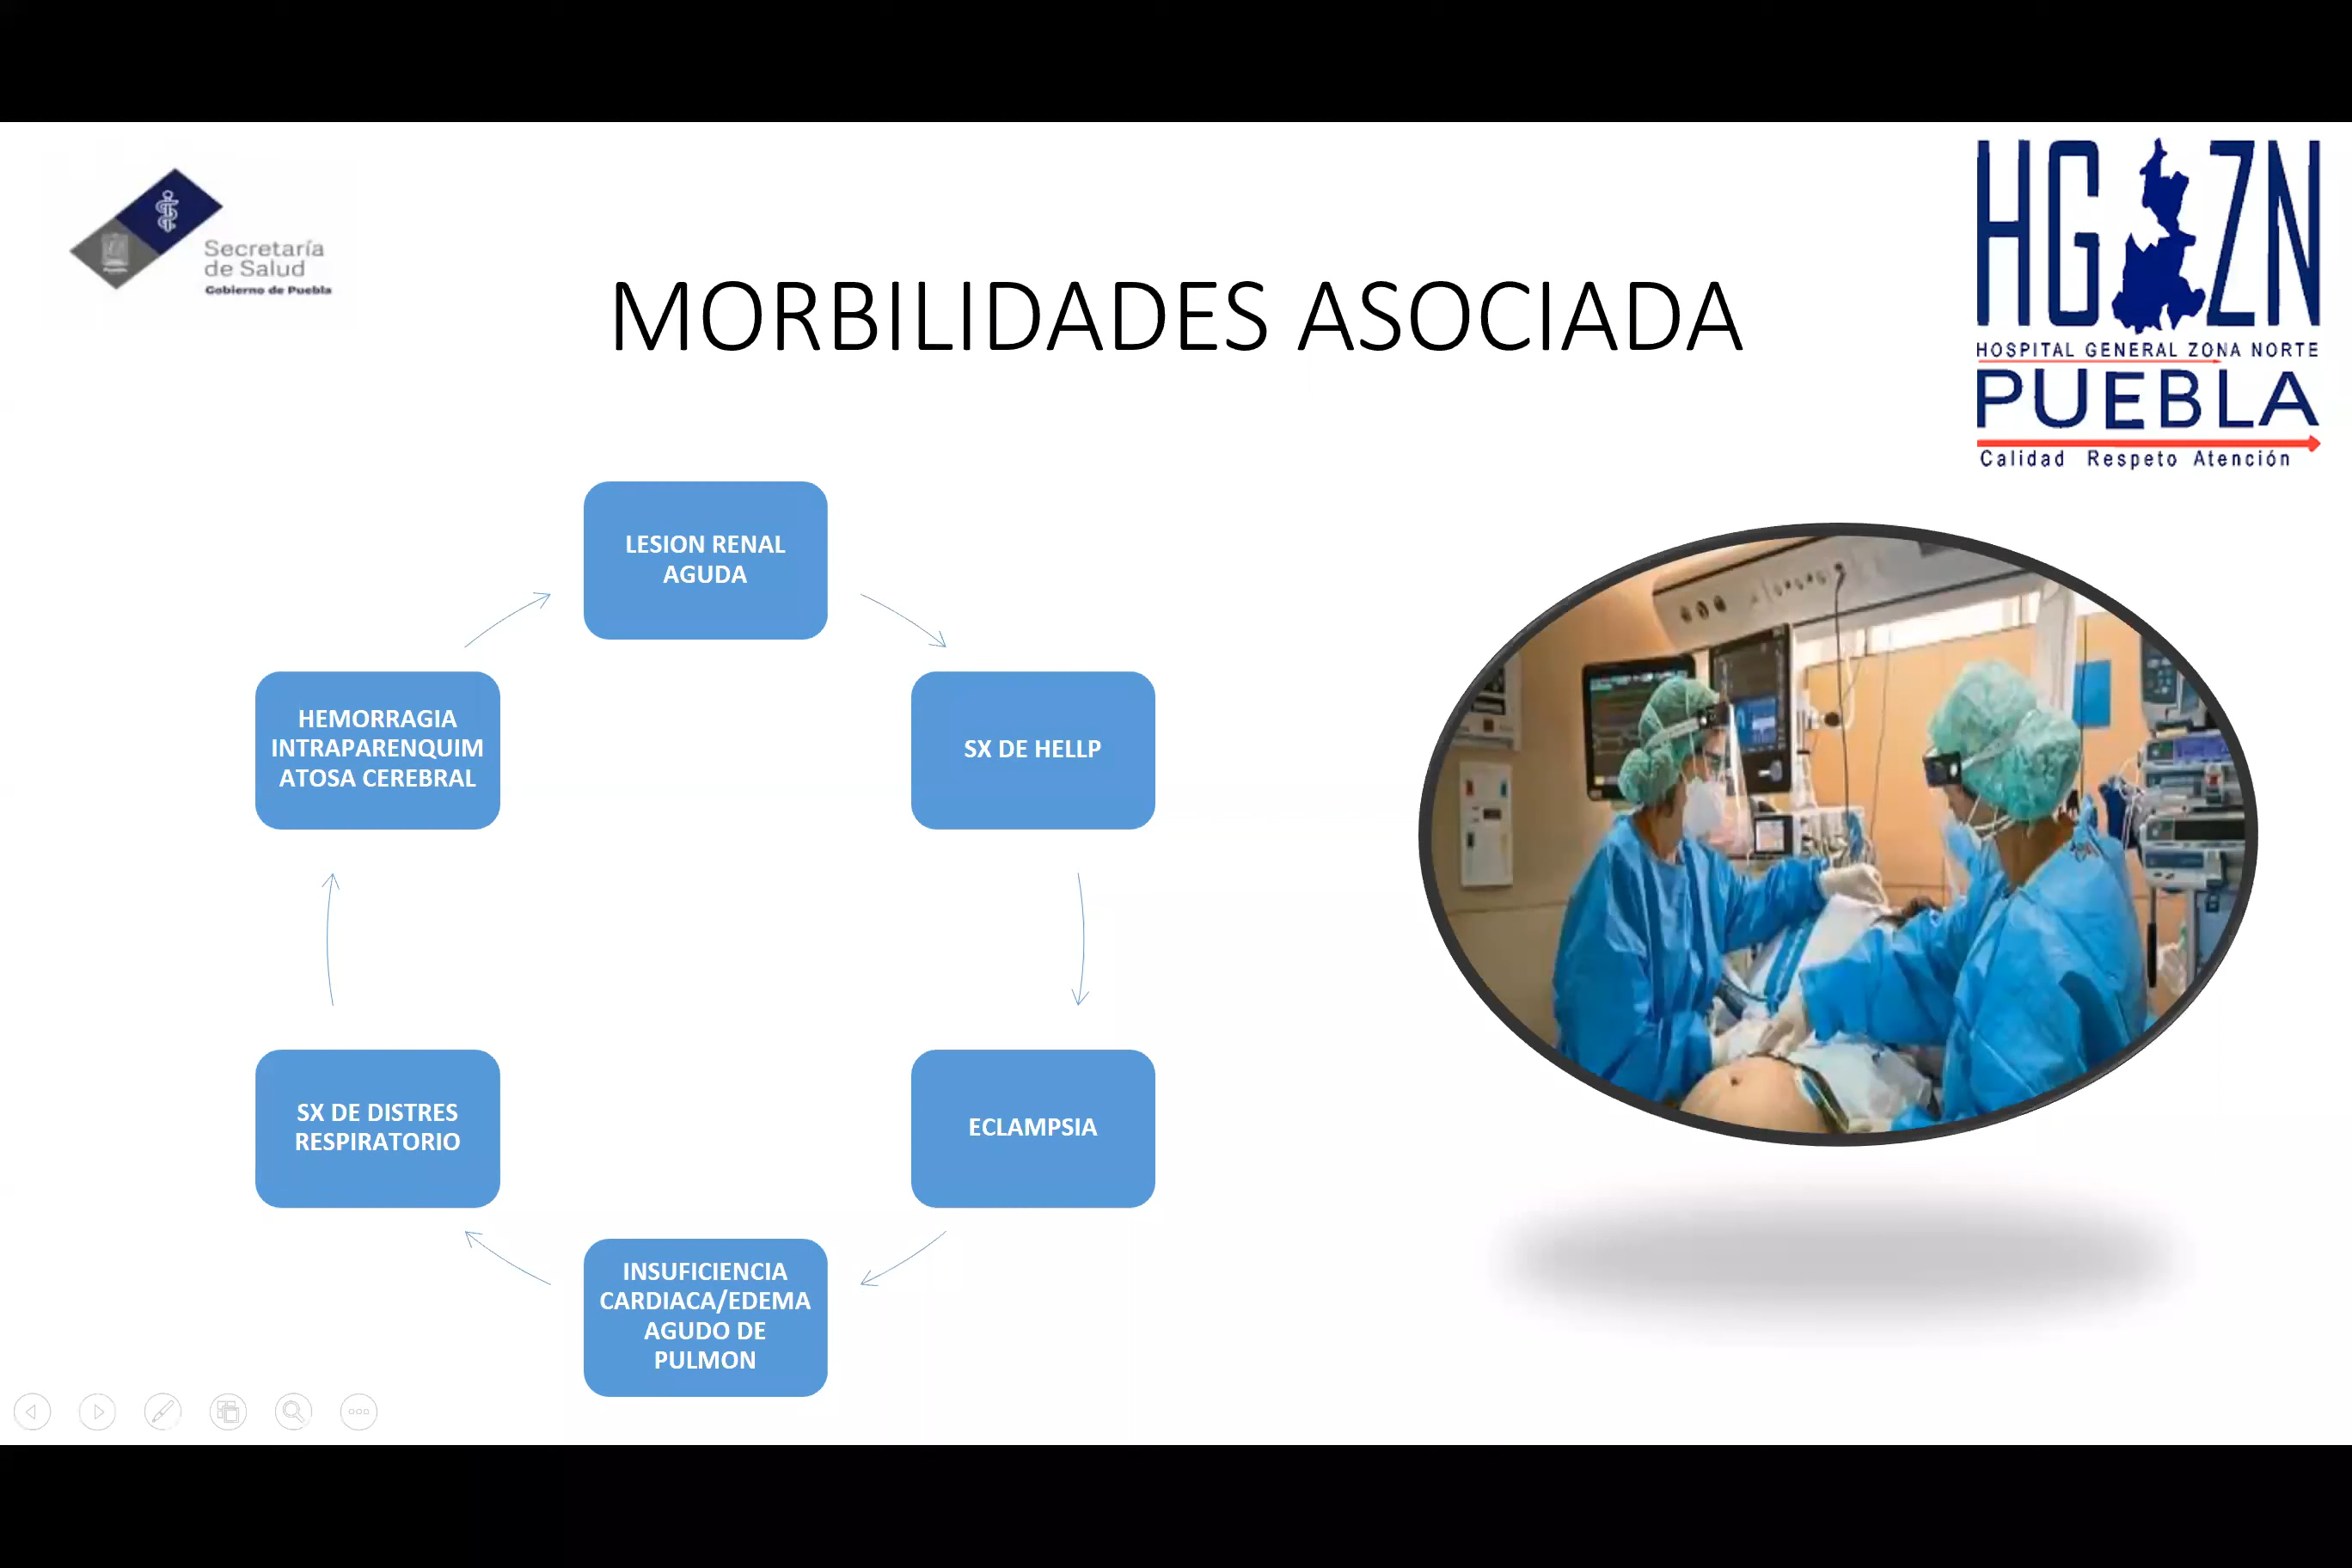 Secretaría
de Salud
Gobierno de Puebla
HG ZN
HOSPITAL GENERAL ZONA NORTE
PUEBLA
Calidad Respeto Atención
MORBILIDADES ASOCIADA
LESION RENAL
AGUDA
SX DE HELLP
ECLAMPSIA
INSUFICIENCIA
CARDIACA/EDEMA
AGUDO DE
PULMON
SX DE DISTRES
RESPIRATORIO
HEMORRAGIA
INTRAPARENQUIM
ATOSA CEREBRAL